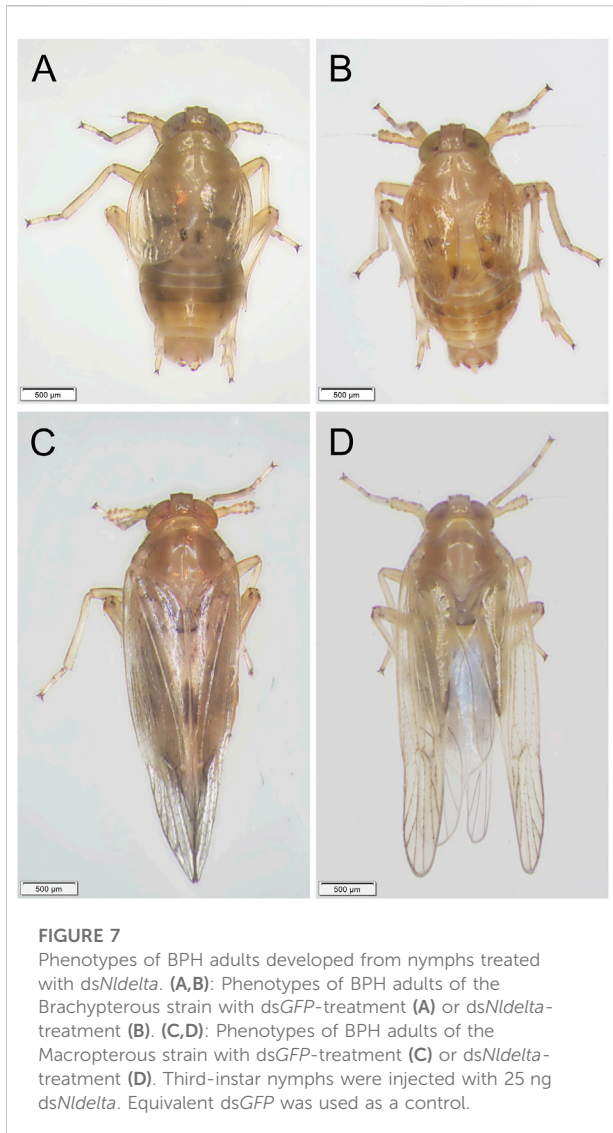 A
B
500 µm
500 µm
C
D
500 µm
500 µm
FIGURE 7
Phenotypes of BPH adults developed from nymphs treated
with dsNldelta. (A,B): Phenotypes of BPH adults of the
Brachypterous strain with dsGFP-treatment (A) or dsNldelta-
treatment (B). (C,D): Phenotypes of BPH adults of the
Macropterous strain with dsGFP-treatment (C) or dsNldelta-
treatment (D). Third-instar nymphs were injected with 25 ng
dsNldelta. Equivalent dsGFP was used as a control.